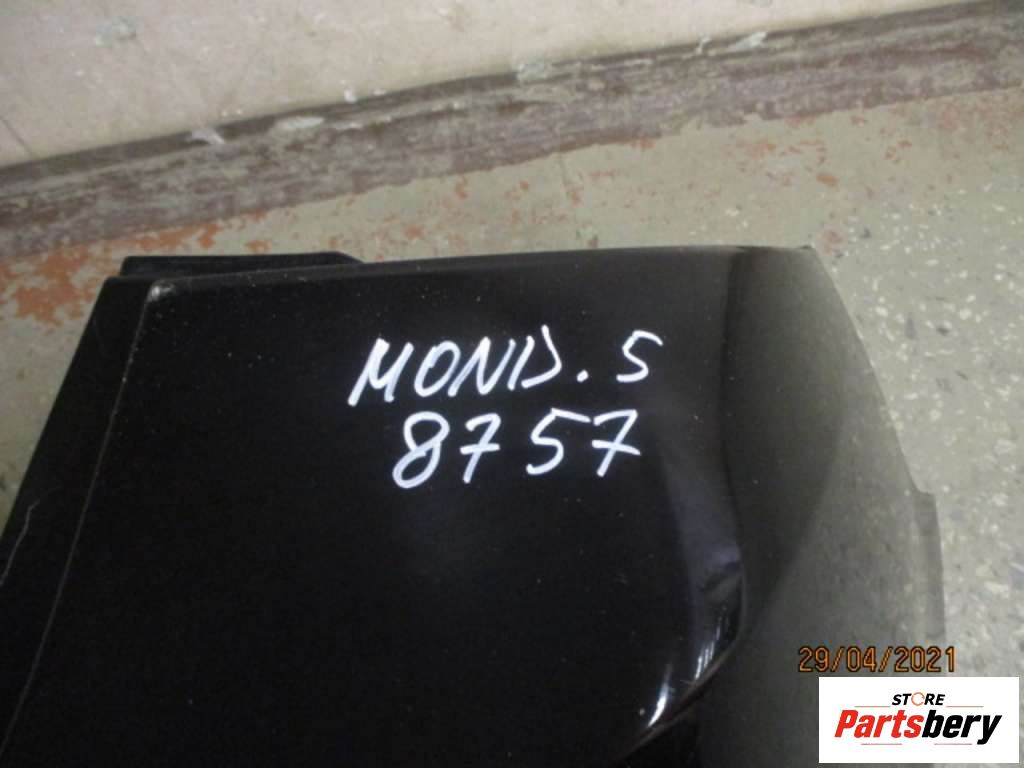 MOND. 5
8757
29/04/2021
STORE
Partsbery